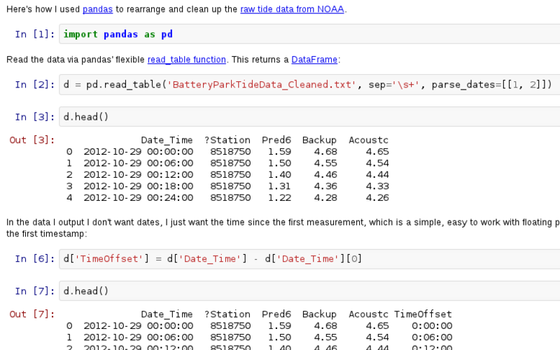 Here's how I used pandas to rearrange and clean up the raw tide data from NOAA.
In [1]: import pandas as pd
Read the data via pandas' flexible read_table function. This returns a DataFrame:
In [2]: d = pd.read_table('BatteryParkTideData_Cleaned.txt', sep='\s+', parse_dates=[[1, 2]])
In [3]: d.head()
Out [3]: Date_Time ?Station Pred6 Backup Acoustc
0 2012-10-29 00:00:00 8518750 1.59 4.68 4.65
1 2012-10-29 00:06:00 8518750 1.50 4.55 4.54
2 2012-10-29 00:12:00 8518750 1.40 4.46 4.44
3 2012-10-29 00:18:00 8518750 1.31 4.36 4.33
4 2012-10-29 00:24:00 8518750 1.22 4.28 4.26
In the data I output I don't want dates, I just want the time since the first measurement, which is a simple, easy to work with floating p
the first timestamp:
In [6]: d['TimeOffset'] = d['Date_Time'] - d['Date_Time'][0]
In [7]: d.head()
Out [7]: Date_Time ?Station Pred6 Backup Acoustc TimeOffset
0 2012-10-29 00:00:00 8518750 1.59 4.68 4.65 0:00:00
1 2012-10-29 00:06:00 8518750 1.50 4.55 4.54 0:06:00
2 2012-10-29 00:12:00 8518750 1.40 4.46 4.44 0:12:00